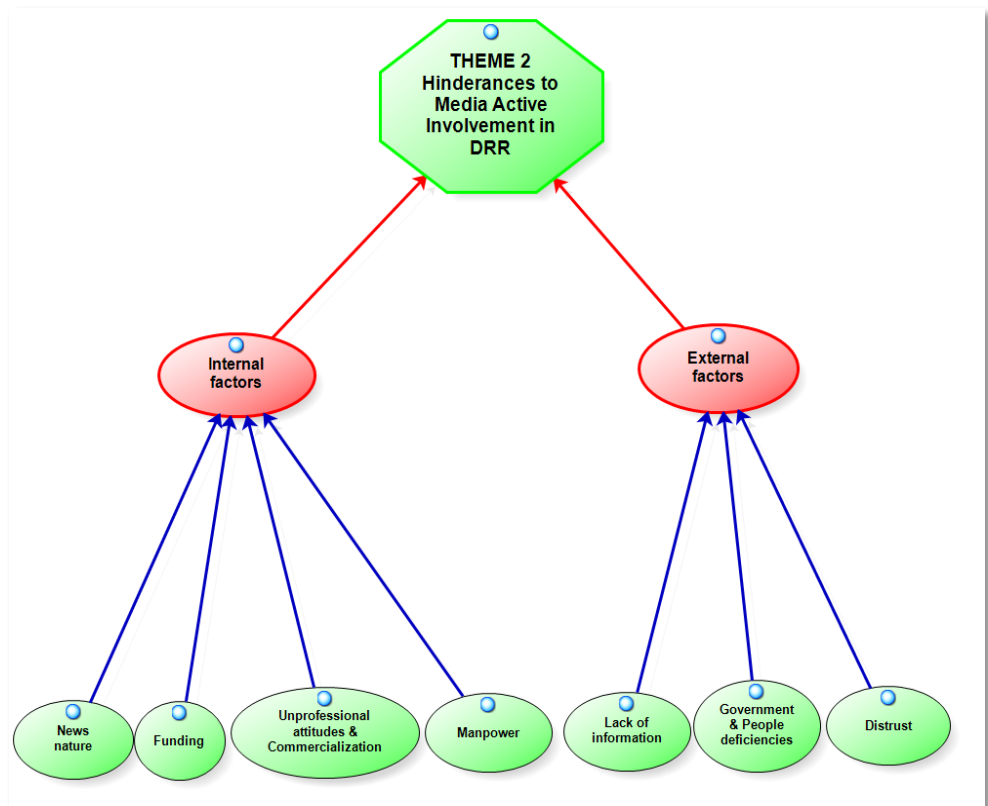 THEME 2
Hinderances to
Media Active
Involvement in
DRR
Internal
factors
External
factors
News
nature
Funding
Unprofessional
attitudes &
Commercialization
Manpower
Lack of
information
Government
& People
deficiencies
Distrust